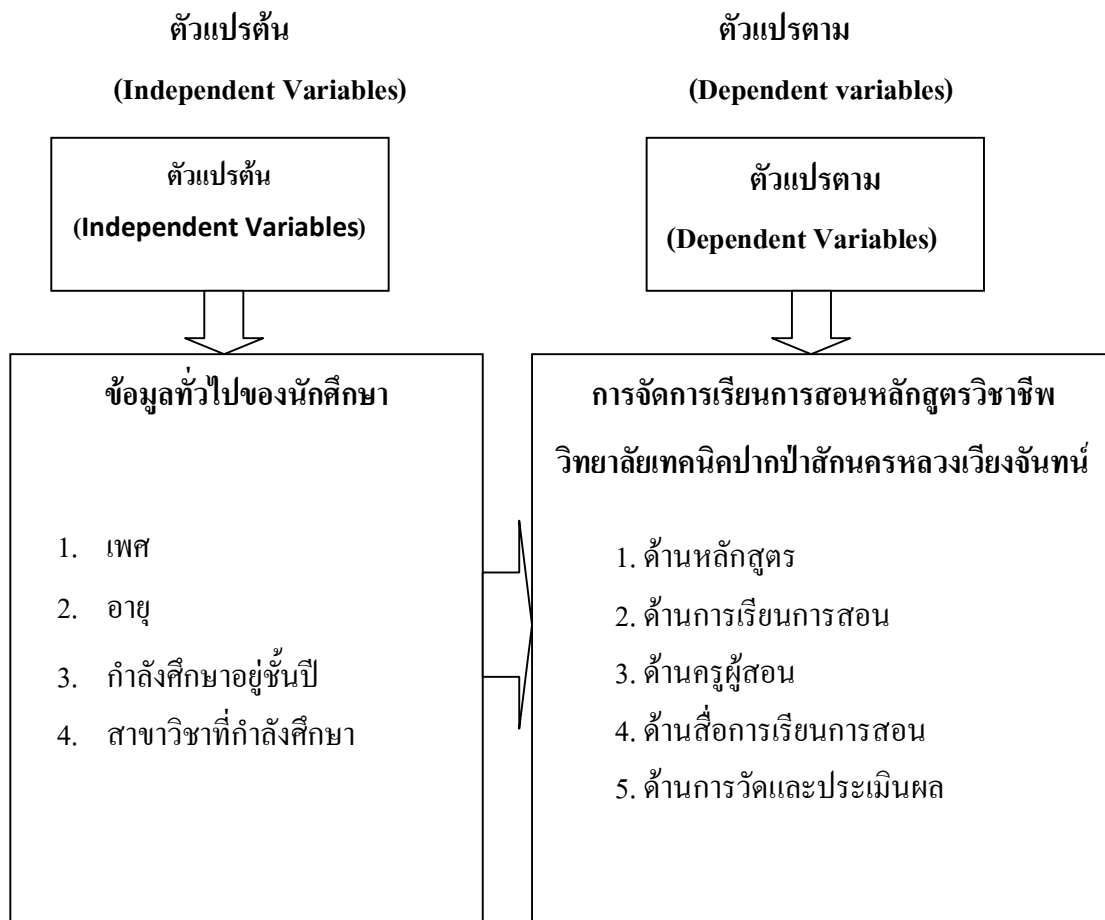 ตัวแปรต้น
(Independent Variables)
ตัวแปรตาม
(Dependent variables)
ตัวแปรต้น
(Independent Variables)
ตัวแปรตาม
(Dependent Variables)
ข้อมูลทั่วไปของนักศึกษา
1. เพศ
2. อายุ
3. กำลังศึกษาอยู่ชั้นปี
4. สาขาวิชาที่กำลังศึกษา
การจัดการเรียนการสอนหลักสูตรวิชาชีพ
วิทยาลัยเทคนิคปากป่าสักนครหลวงเวียงจันทน์
1. ด้านหลักสูตร
2. ด้านการเรียนการสอน
3. ด้านครูผู้สอน
4. ด้านสื่อการเรียนการสอน
5. ด้านการวัดและประเมินผล